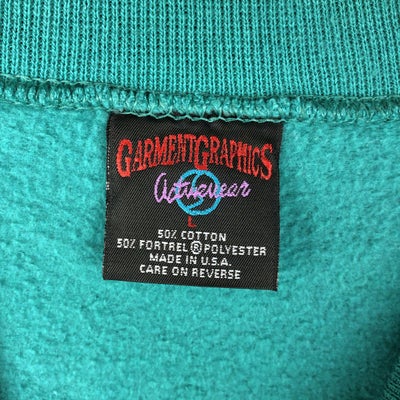 GARMENTGRAPHICS
Activewear
L
50% COTTON
50% FORTREL ® POLYESTER
MADE IN U.S.A.
CARE ON REVERSE